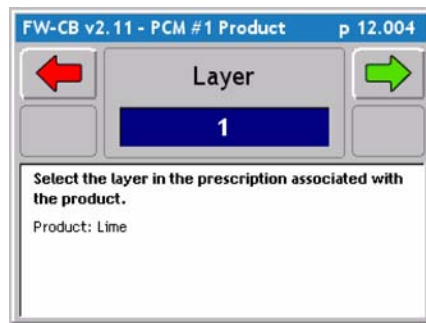 FW-CB v2.11 - PCM #1 Product p 12.004
Layer
1
Select the layer in the prescription associated with
the product.
Product: Lime